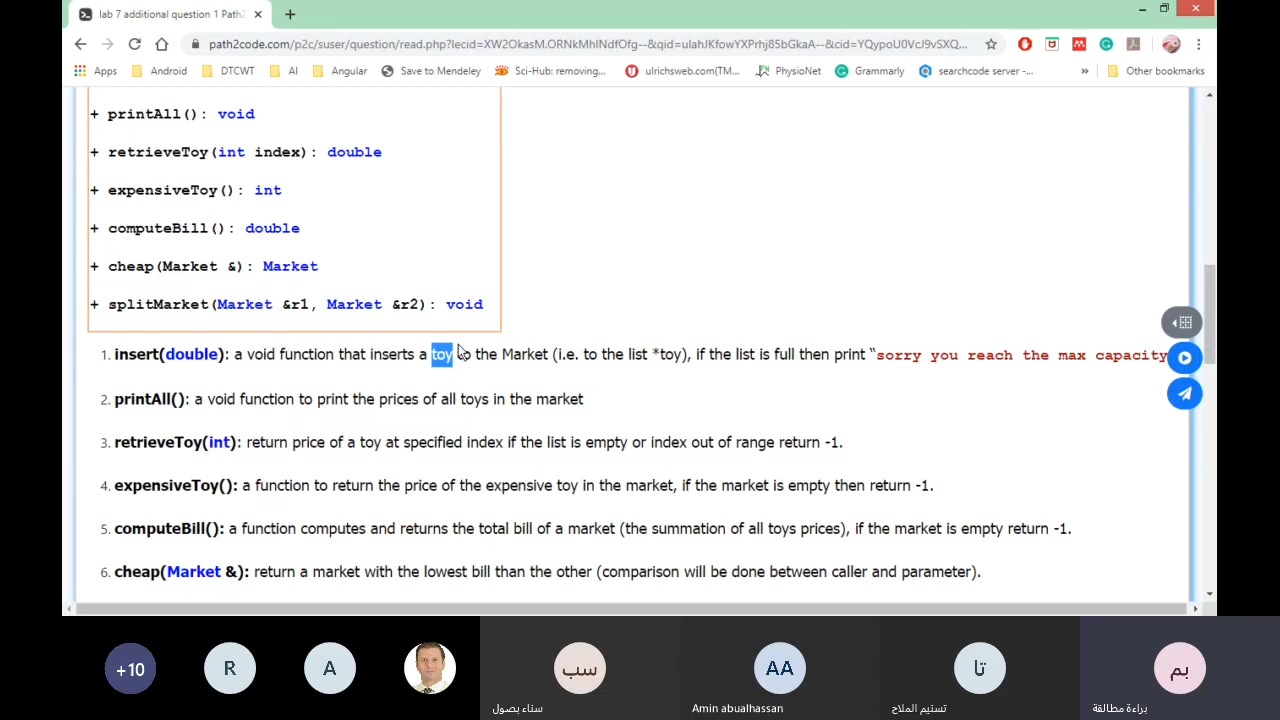 lab 7 additional question 1 Path2
path2code.com/p2c/suser/question/read.php?lecid=XW2OkasM.ORNkMhINdfOfg--&qid=ulahJKfowYXPrhj85bGkaA--&cid=YQypoU0VcJ9vSXQ...
Apps Android DTCWT AI Angular Save to Mendeley Sci-Hub: removing... ulrichsweb.com(TM... PhysioNet Grammarly searchcode server -... » Other bookmarks
+ printAll(): void
+ retrieveToy(int index): double
+ expensiveToy(): int
+ computeBill(): double
+ cheap(Market &): Market
+ splitMarket(Market &r1, Market &r2): void
1. insert(double): a void function that inserts a toy to the Market (i.e. to the list *toy), if the list is full then print “sorry you reach the max capacity
2. printAll(): a void function to print the prices of all toys in the market
3. retrieveToy(int): return price of a toy at specified index if the list is empty or index out of range return -1.
4. expensiveToy(): a function to return the price of the expensive toy in the market, if the market is empty then return -1.
5. computeBill(): a function computes and returns the total bill of a market (the summation of all toys prices), if the market is empty return -1.
6. cheap(Market &): return a market with the lowest bill than the other (comparison will be done between caller and parameter).
+10 R A سب AA تا بم
سناء بصول Amin abualhassan تسنيم الملاح براءة مطالقة